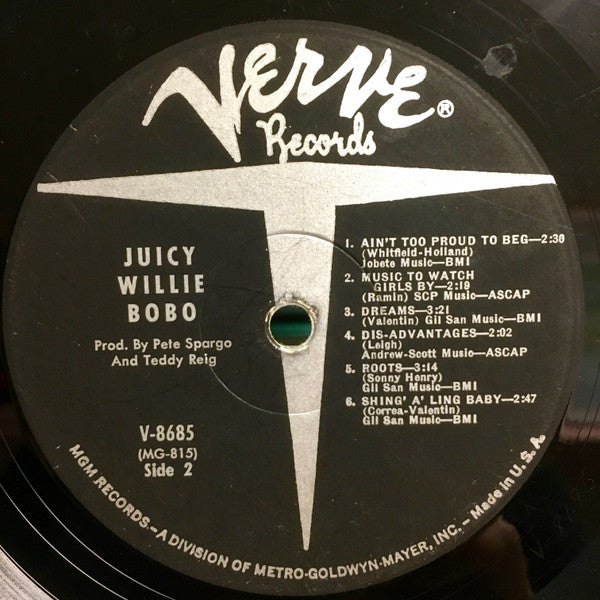 VERVE®
Records
JUICY
WILLIE
BOBO
Prod. By Pete Spargo
And Teddy Reig
V-8685
(MG-815)
Side 2
1. AIN'T TOO PROUD TO BEG—2:30
(Whitfield-Holland)
Jobete Music—BMI
2. MUSIC TO WATCH
GIRLS BY—2:19
(Ramin) SCP Music—ASCAP
3. DREAMS—3:21
(Valentin) Gil San Music—BMI
4. DIS-ADVANTAGES—2:02
(Leigh)
Andrew-Scott Music—ASCAP
5. ROOTS—3:14
(Sonny Henry)
Gil San Music—BMI
6. SHING' A' LING BABY—2:47
(Correa-Valentin)
Gil San Music—BMI
MGM RECORDS—A DIVISION OF METRO-GOLDWYN-MAYER, INC.—Made in U.S.A.